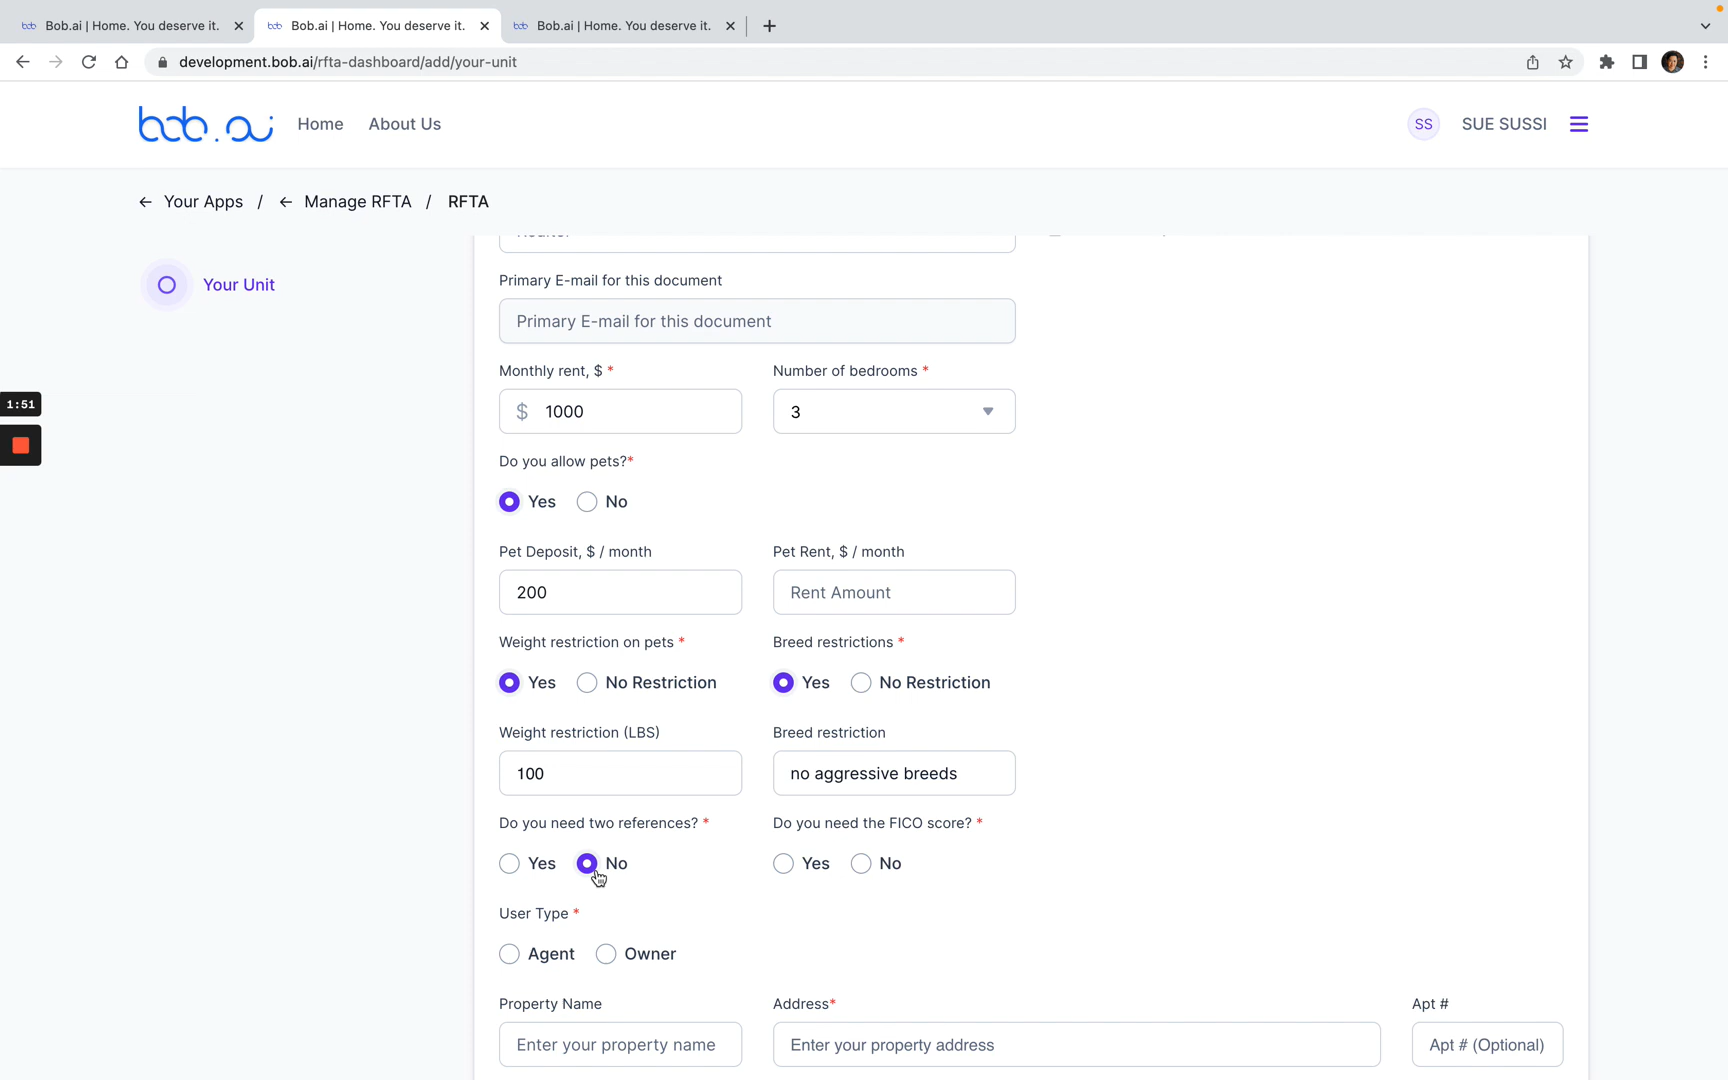 Bob.ai | Home. You deserve it. Bob.ai | Home. You deserve it. Bob.ai | Home. You deserve it.
development.bob.ai/rfta-dashboard/add/your-unit
bob.ai Home About Us SS SUE SUSSI
Your Apps / Manage RFTA / RFTA
Your Unit
Primary E-mail for this document
Primary E-mail for this document
Monthly rent, $ * Number of bedrooms *
$ 1000 3
1:51
Do you allow pets?*
Yes No
Pet Deposit, $ / month Pet Rent, $ / month
200 Rent Amount
Weight restriction on pets * Breed restrictions *
Yes No Restriction Yes No Restriction
Weight restriction (LBS) Breed restriction
100 no aggressive breeds
Do you need two references? * Do you need the FICO score? *
Yes No Yes No
User Type *
Agent Owner
Property Name Address* Apt #
Enter your property name Enter your property address Apt # (Optional)